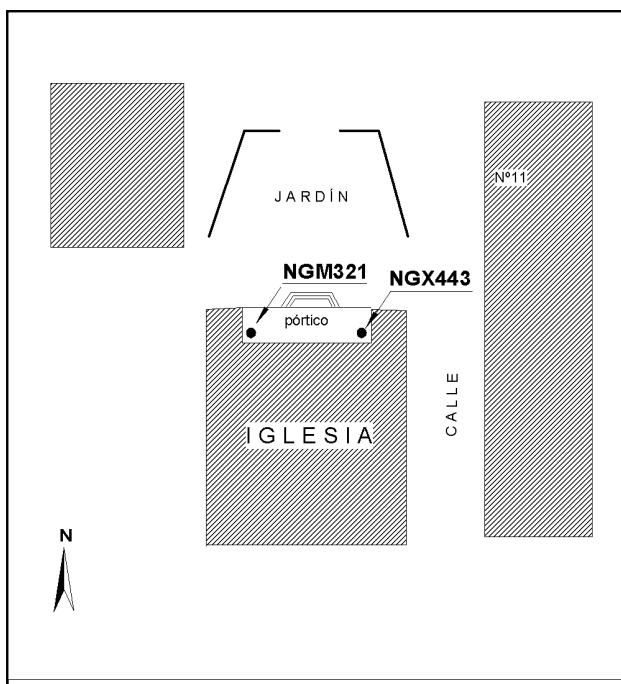 Nº11
JARDÍN
NGM321
NGX443
pórtico
CALLE
IGLESIA
N